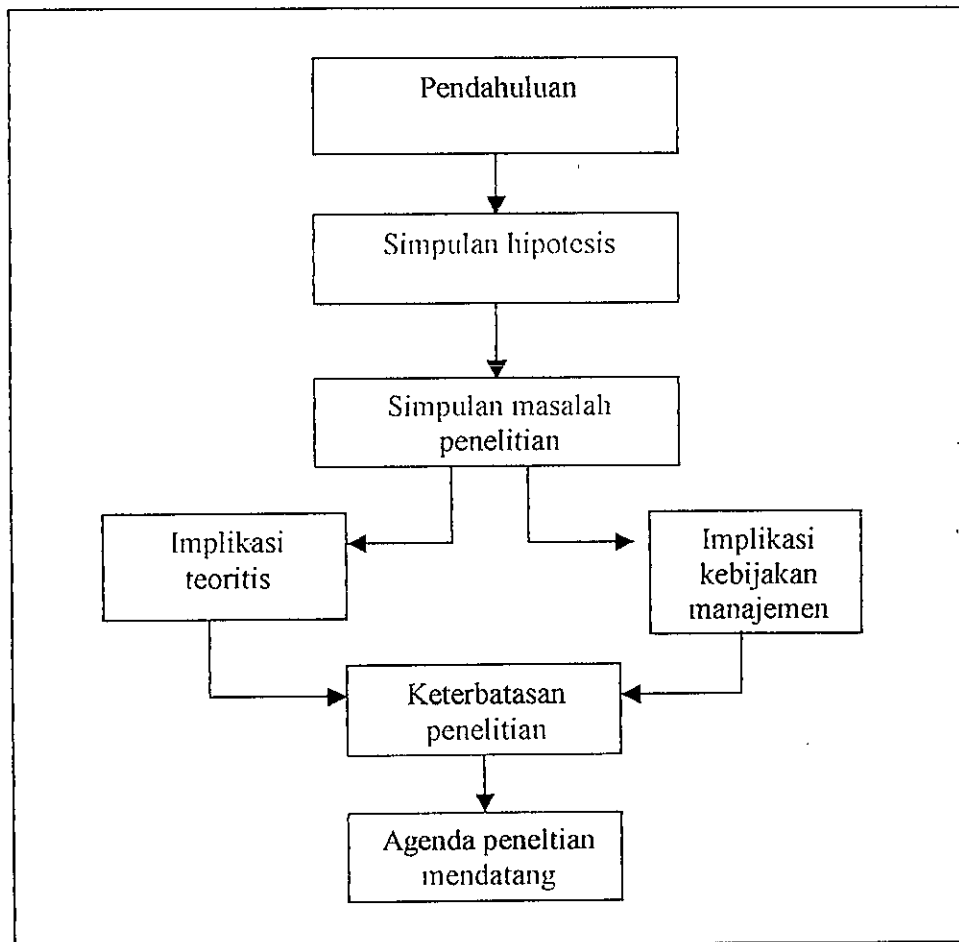 Pendahuluan
Simpulan hipotesis
Simpulan masalah
penelitian
Implikasi
teoritis
Implikasi
kebijakan
manajemen
Keterbatasan
penelitian
Agenda peneltian
mendatang